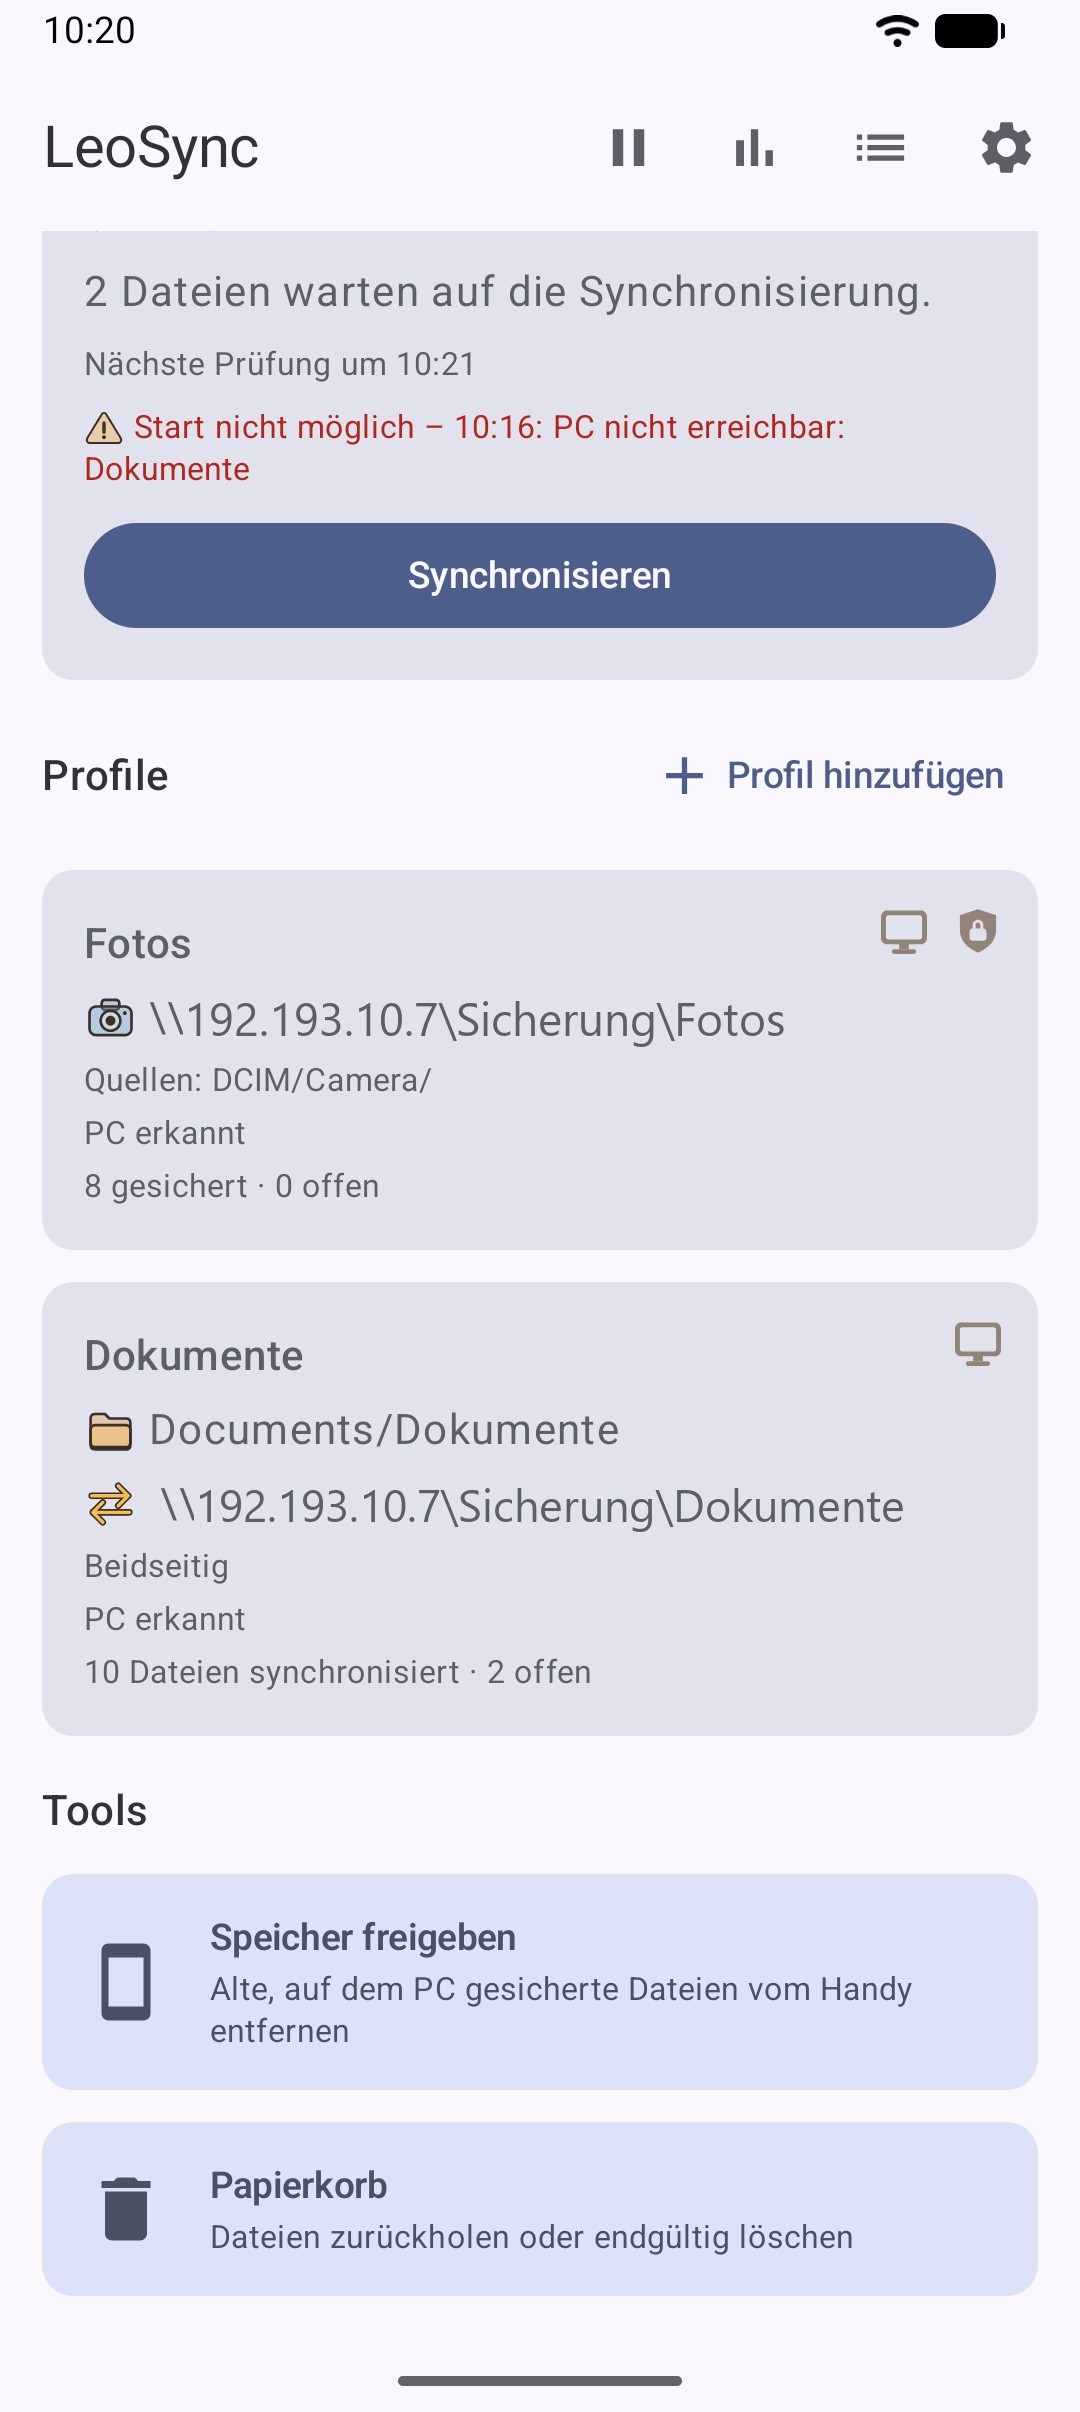 10:20
LeoSync
2 Dateien warten auf die Synchronisierung.
Nächste Prüfung um 10:21
Start nicht möglich – 10:16: PC nicht erreichbar:
Dokumente
Synchronisieren
Profile
Profil hinzufügen
Fotos
\\192.193.10.7\Sicherung\Fotos
Quellen: DCIM/Camera/
PC erkannt
8 gesichert · 0 offen
Dokumente
Documents/Dokumente
\\192.193.10.7\Sicherung\Dokumente
Beidseitig
PC erkannt
10 Dateien synchronisiert · 2 offen
Tools
Speicher freigeben
Alte, auf dem PC gesicherte Dateien vom Handy
entfernen
Papierkorb
Dateien zurückholen oder endgültig löschen